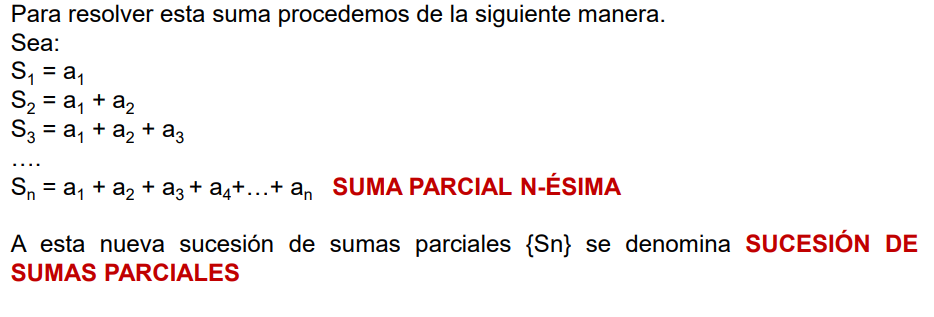 Para resolver esta suma procedemos de la siguiente manera.
Sea:
S₁ = a₁
S₂ = a₁ + a₂
S₃ = a₁ + a₂ + a₃
….
Sₙ = a₁ + a₂ + a₃ + a₄+…+ aₙ SUMA PARCIAL N-ÉSIMA
A esta nueva sucesión de sumas parciales {Sn} se denomina SUCESIÓN DE
SUMAS PARCIALES